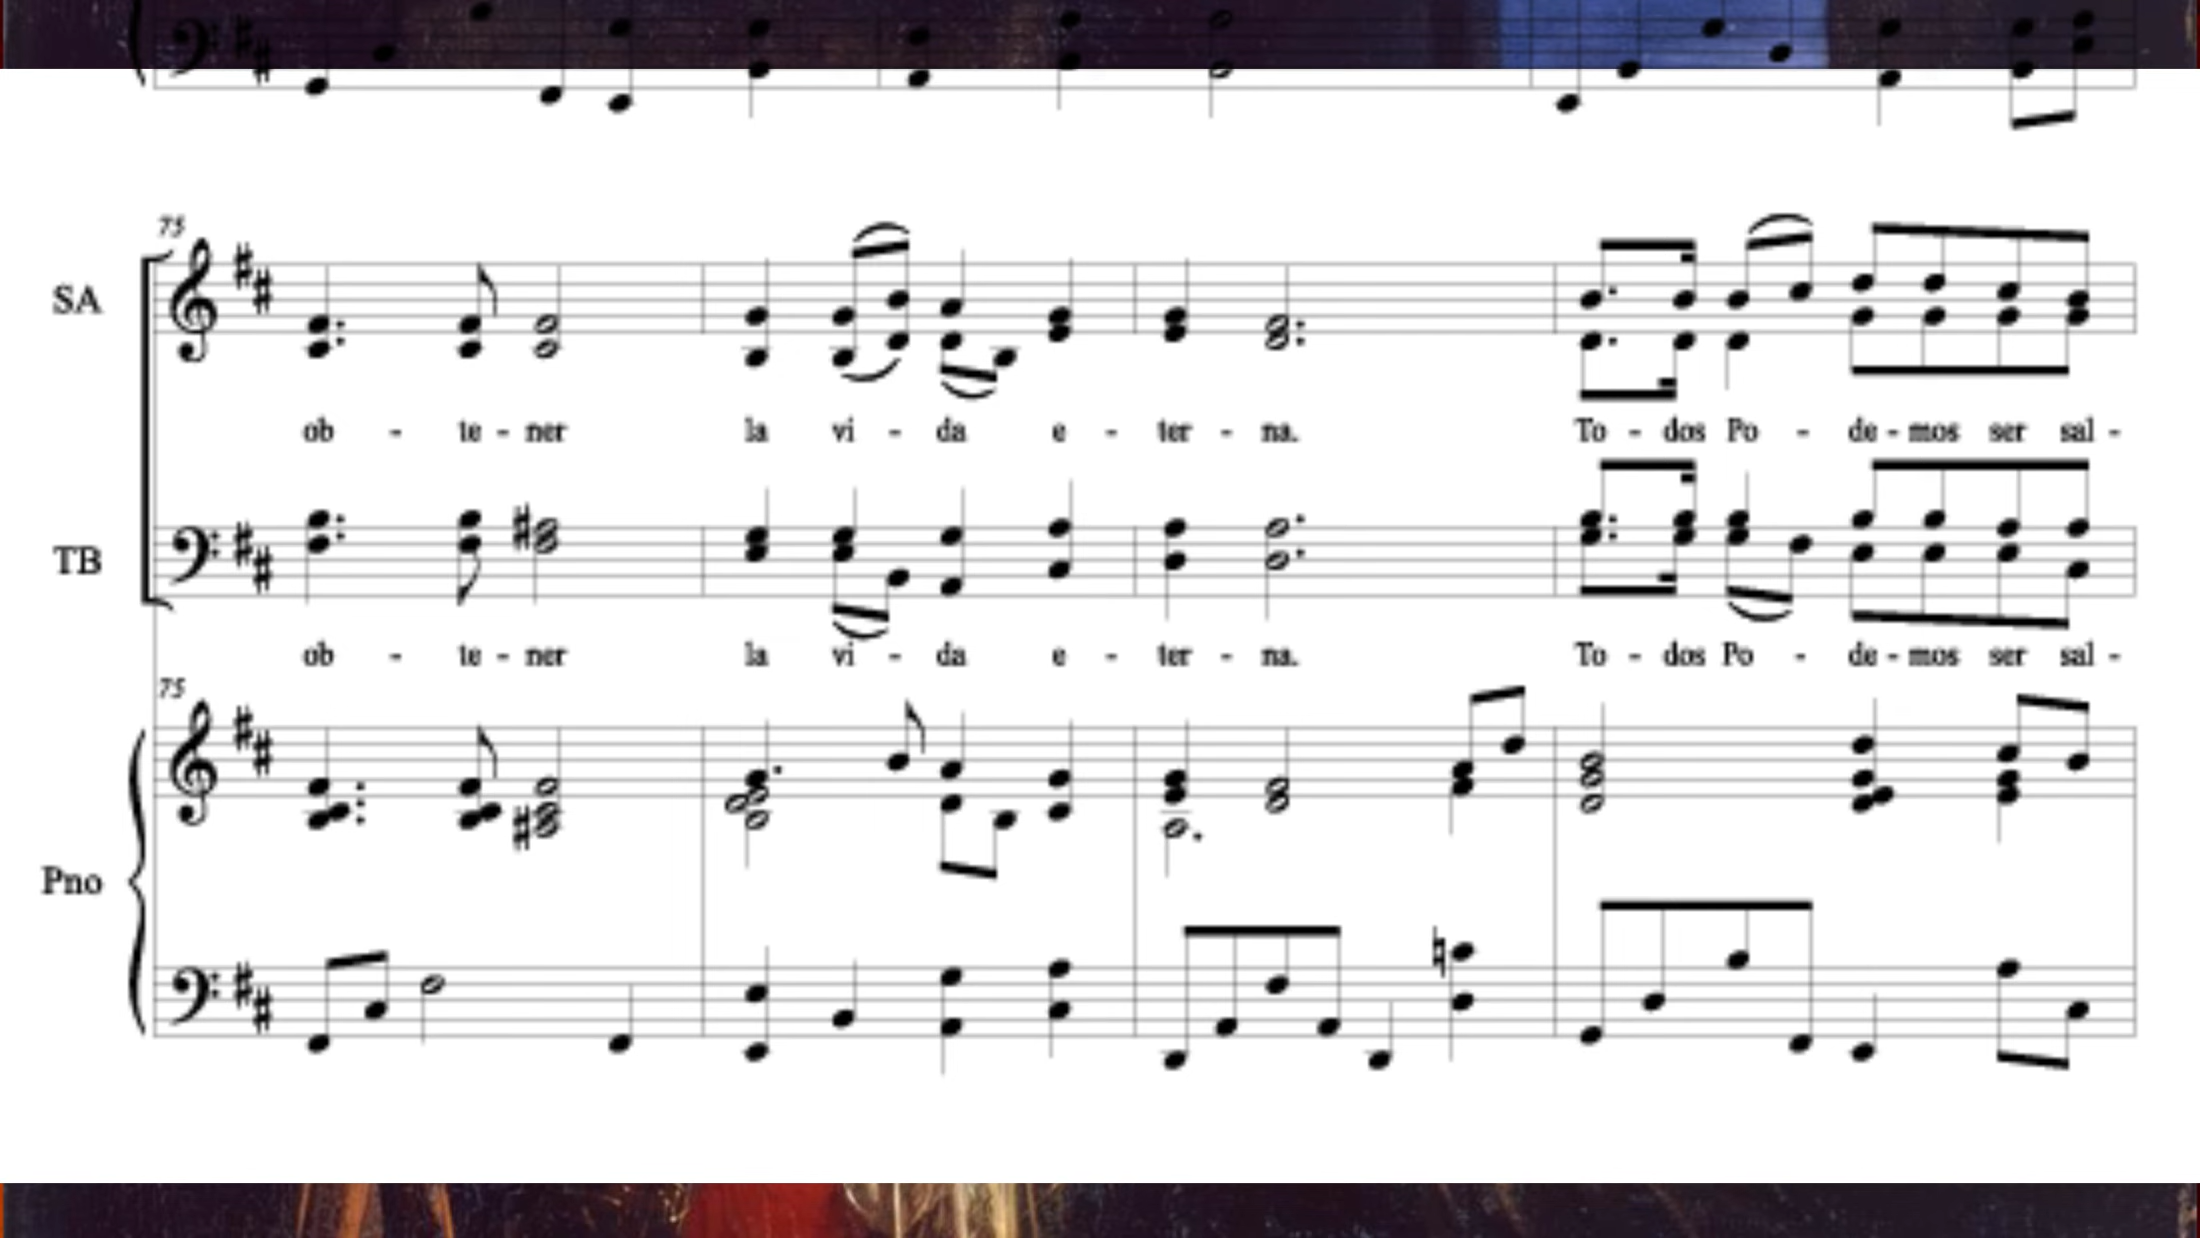 75
SA
ob - te - ner la vi - da e - ter - na. To - dos Po - de - mos ser sal -
TB
ob - te - ner la vi - da e - ter - na. To - dos Po - de - mos ser sal -
75
Pno